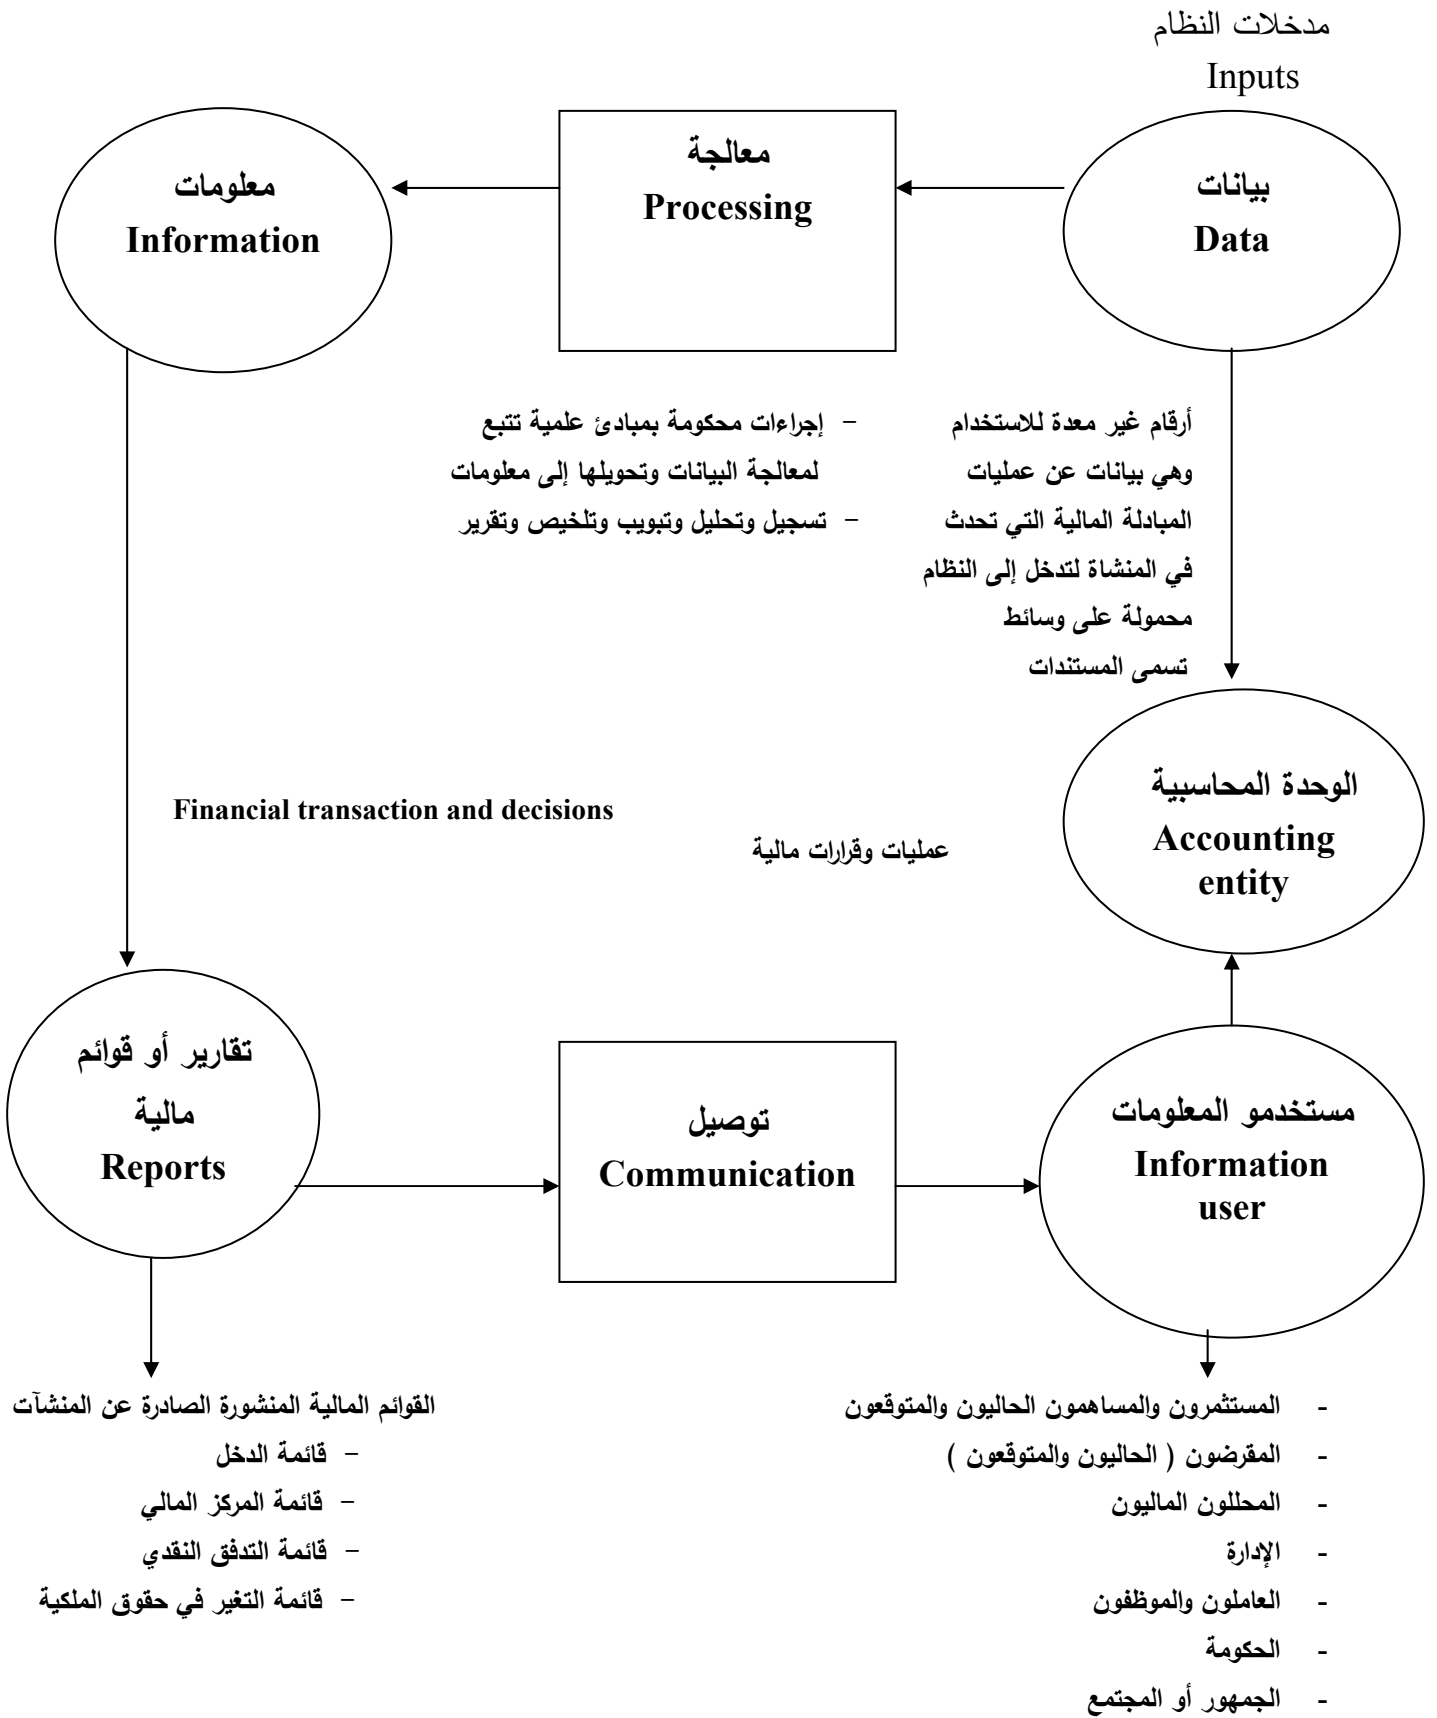 مدخلات النظام
Inputs
بيانات
Data
معالجة
Processing
معلومات
Information
أرقام غير معدة للاستخدام
وهي بيانات عن عمليات
المبادلة المالية التي تحدث
في المنشاة لتدخل إلى النظام
محمولة على وسائط
تسمى المستندات
- إجراءات محكومة بمبادئ علمية تتبع
لمعالجة البيانات وتحويلها إلى معلومات
- تسجيل وتحليل وتبويب وتلخيص وتقرير
الوحدة المحاسبية
Accounting
entity
Financial transaction and decisions
عمليات وقرارات مالية
تقارير أو قوائم
مالية
Reports
توصيل
Communication
مستخدمو المعلومات
Information
user
- المستثمرون والمساهمون الحاليون والمتوقعون
- المقرضون ( الحاليون والمتوقعون )
- المحللون الماليون
- الإدارة
- العاملون والموظفون
- الحكومة
- الجمهور أو المجتمع
القوائم المالية المنشورة الصادرة عن المنشآت
- قائمة الدخل
- قائمة المركز المالي
- قائمة التدفق النقدي
- قائمة التغير في حقوق الملكية